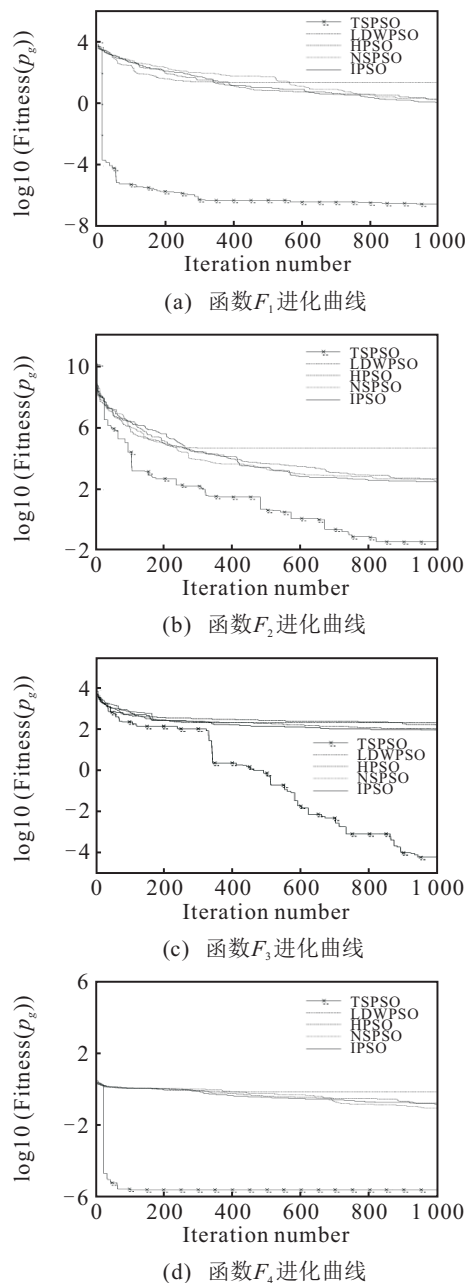 TSPSO
LDWPSO
HPSO
NSPSO
IPSO
log10 (Fitness(p_g))
4
0
−4
−8
0 200 400 600 800 1 000
Iteration number
(a) 函数F₁进化曲线
TSPSO
LDWPSO
HPSO
NSPSO
IPSO
log10 (Fitness(p_g))
10
6
2
−2
0 200 400 600 800 1 000
Iteration number
(b) 函数F₂进化曲线
TSPSO
LDWPSO
HPSO
NSPSO
IPSO
log10 (Fitness(p_g))
4
2
0
−2
−4
0 200 400 600 800 1 000
Iteration number
(c) 函数F₃进化曲线
TSPSO
LDWPSO
HPSO
NSPSO
IPSO
log10 (Fitness(p_g))
6
2
−2
−6
0 200 400 600 800 1 000
Iteration number
(d) 函数F₄进化曲线